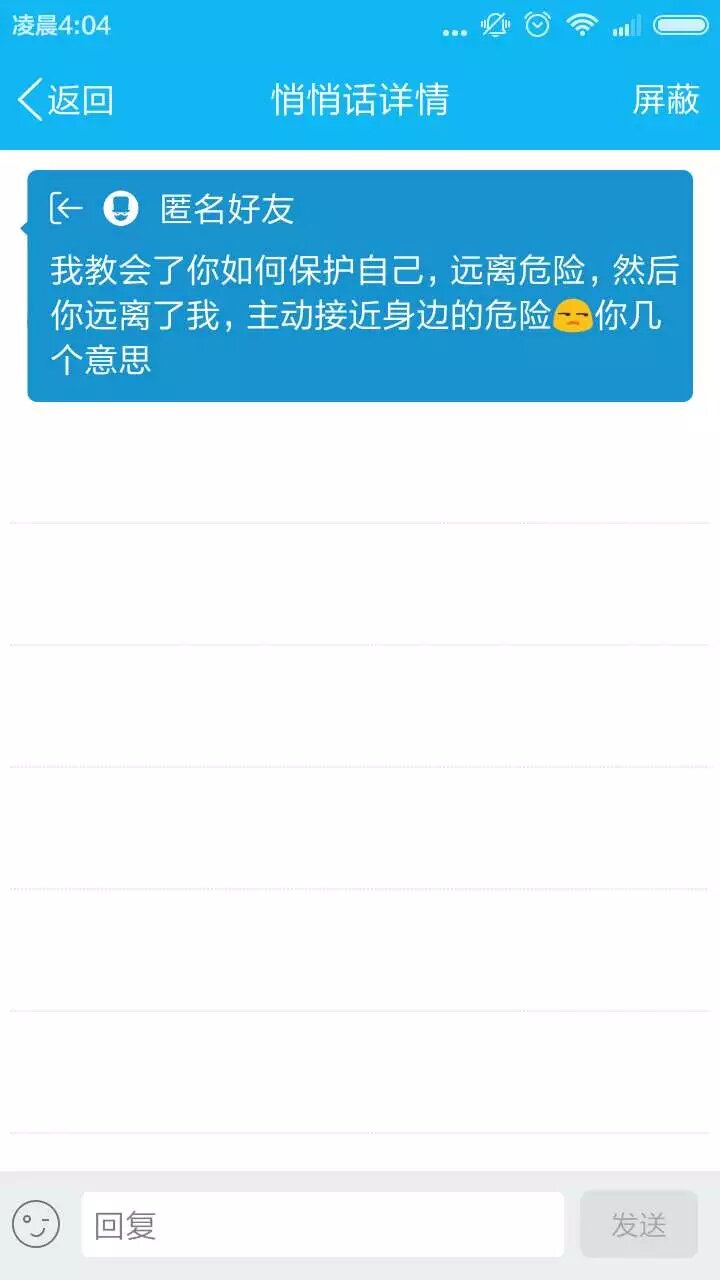 凌晨4:04
返回 悄悄话详情 屏蔽
匿名好友
我教会了你如何保护自己，远离危险，然后
你远离了我，主动接近身边的危险😒你几
个意思
回复 发送